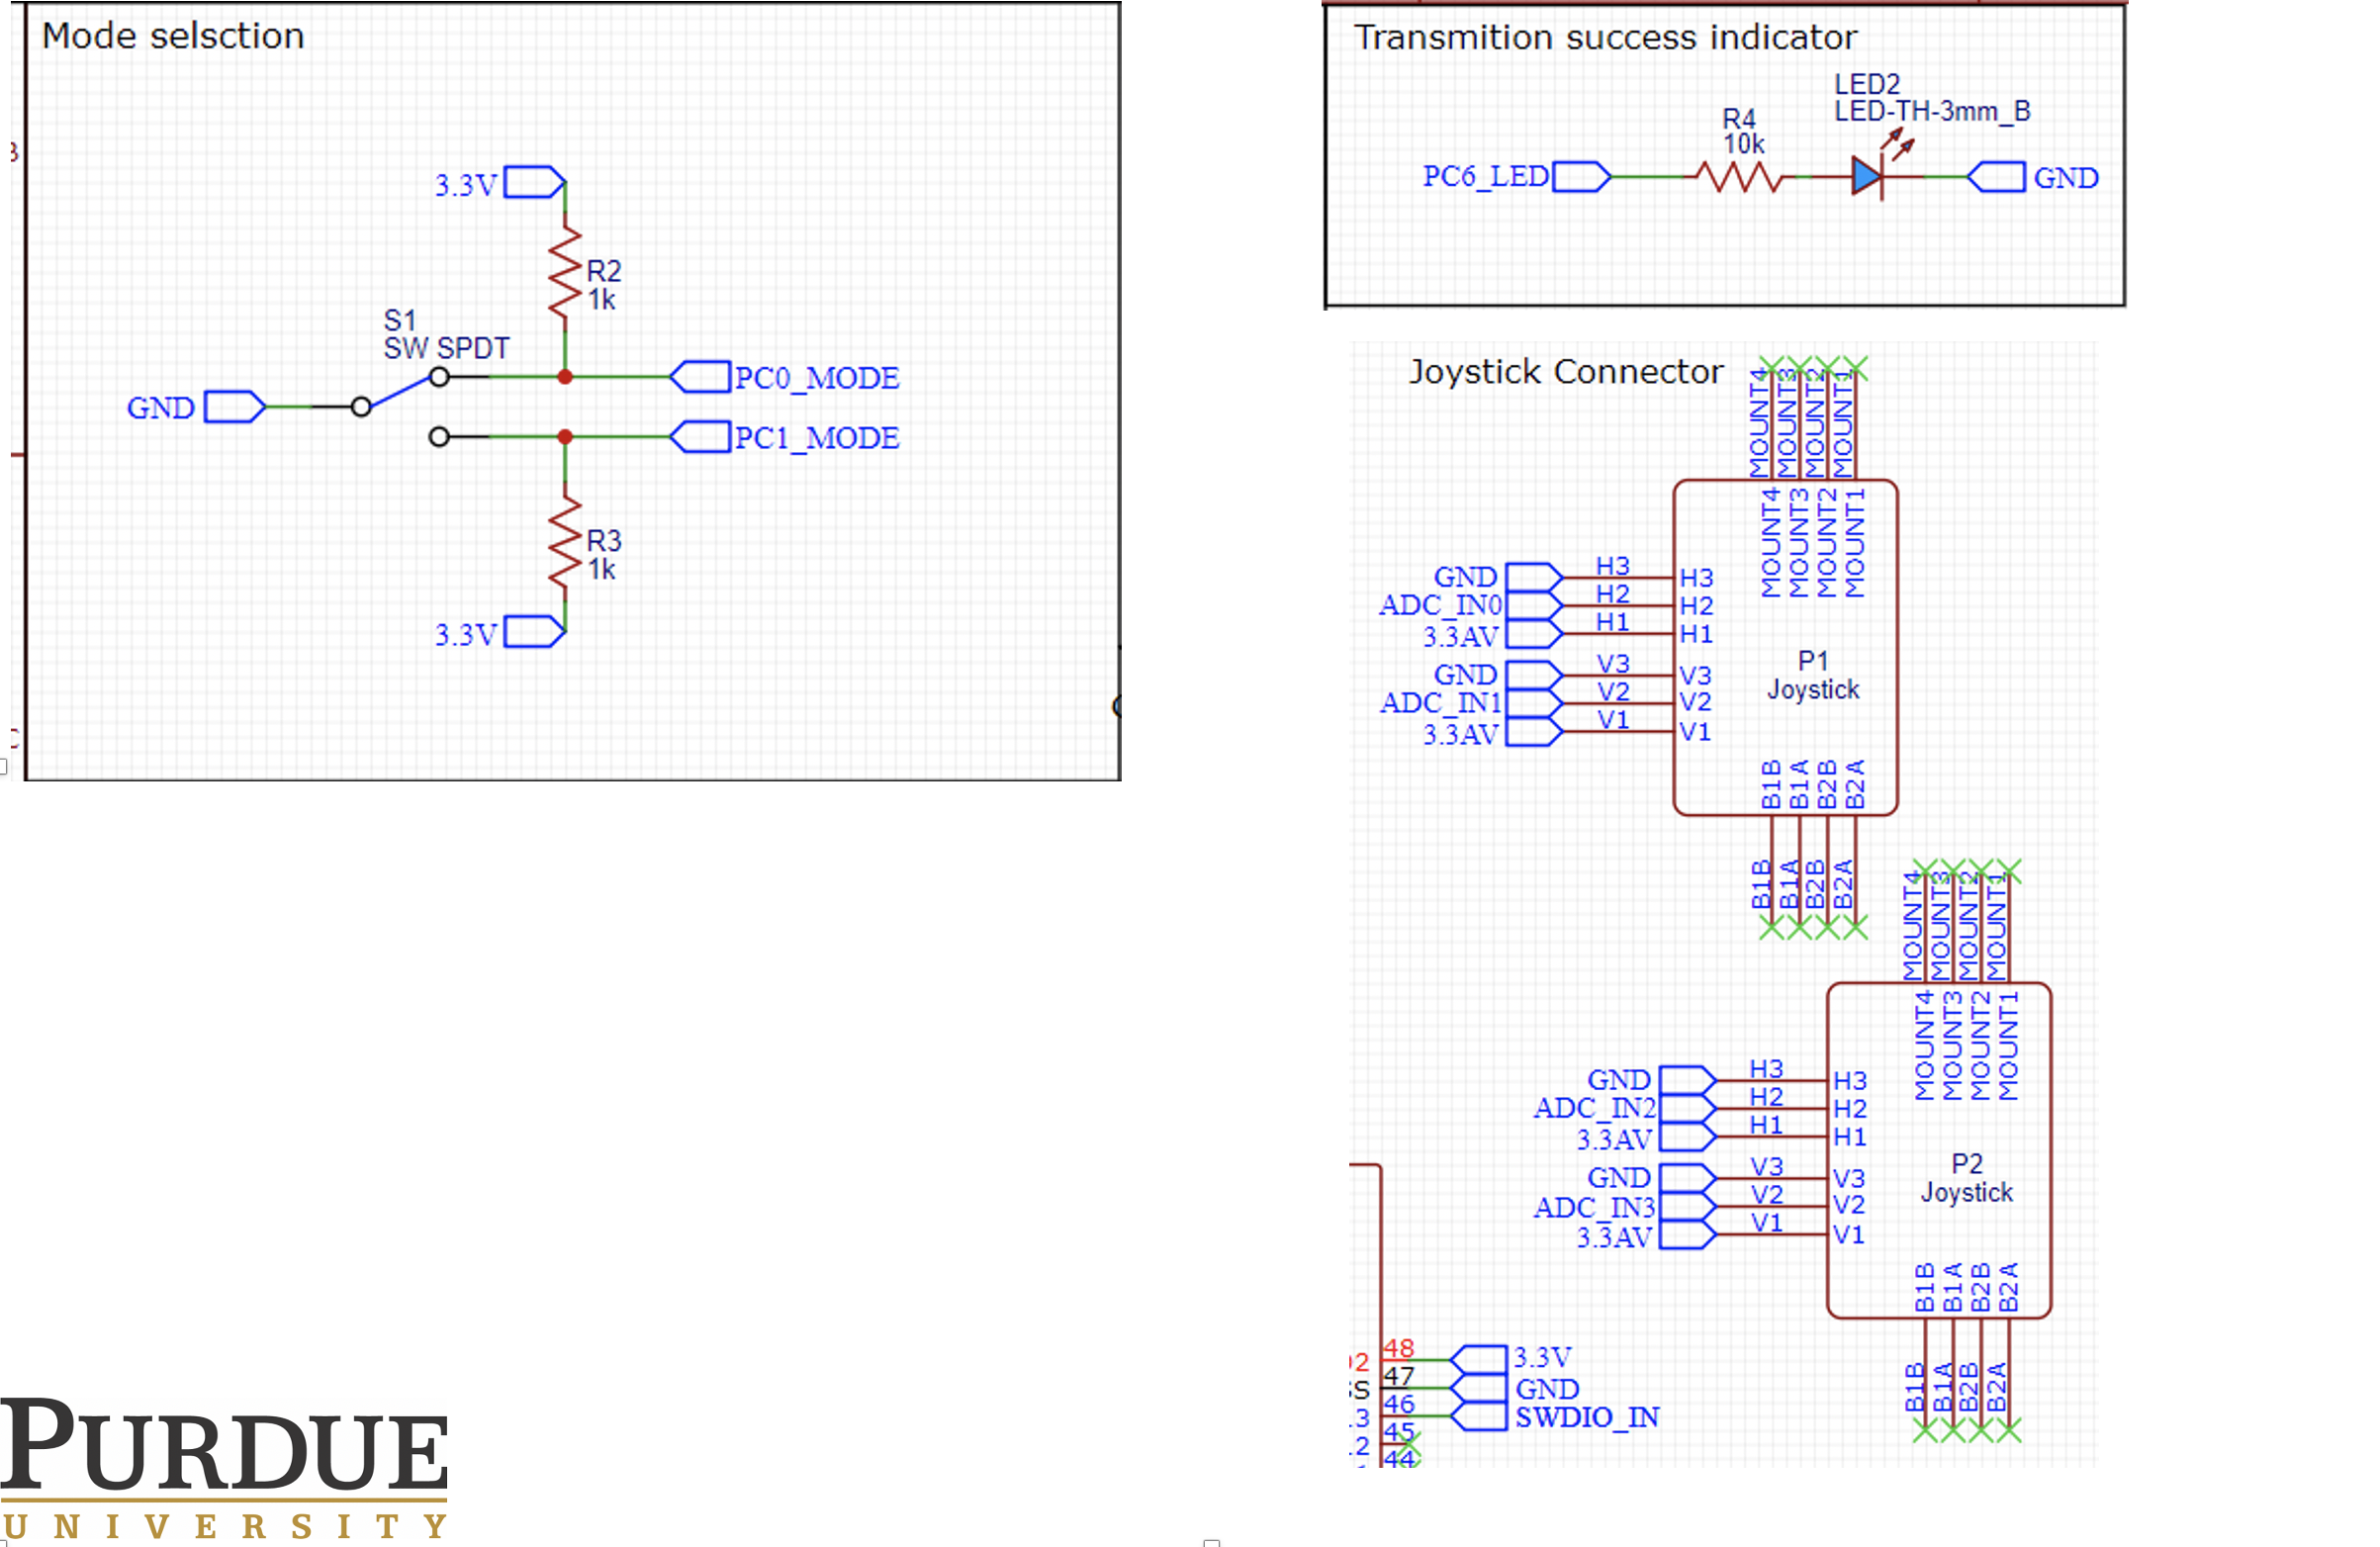 Mode selsction
3.3V
R2
1k
S1
SW SPDT
PC0_MODE
GND
PC1_MODE
R3
1k
3.3V
Transmition success indicator
LED2
LED-TH-3mm_B
R4
10k
PC6_LED
GND
Joystick Connector
MOUNT4 MOUNT3 MOUNT2 MOUNT1
MOUNT4 MOUNT3 MOUNT2 MOUNT1
GND H3 H3
ADC_IN0 H2 H2
3.3AV H1 H1
GND V3 V3
ADC_IN1 V2 V2
3.3AV V1 V1
P1
Joystick
B1B B1A B2B B2A
B1B B1A B2B B2A
MOUNT4 MOUNT3 MOUNT2 MOUNT1
MOUNT4 MOUNT3 MOUNT2 MOUNT1
GND H3 H3
ADC_IN2 H2 H2
3.3AV H1 H1
GND V3 V3
ADC_IN3 V2 V2
3.3AV V1 V1
P2
Joystick
B1B B1A B2B B2A
B1B B1A B2B B2A
48 3.3V
47 GND
46 SWDIO_IN
45
44
PURDUE
UNIVERSITY